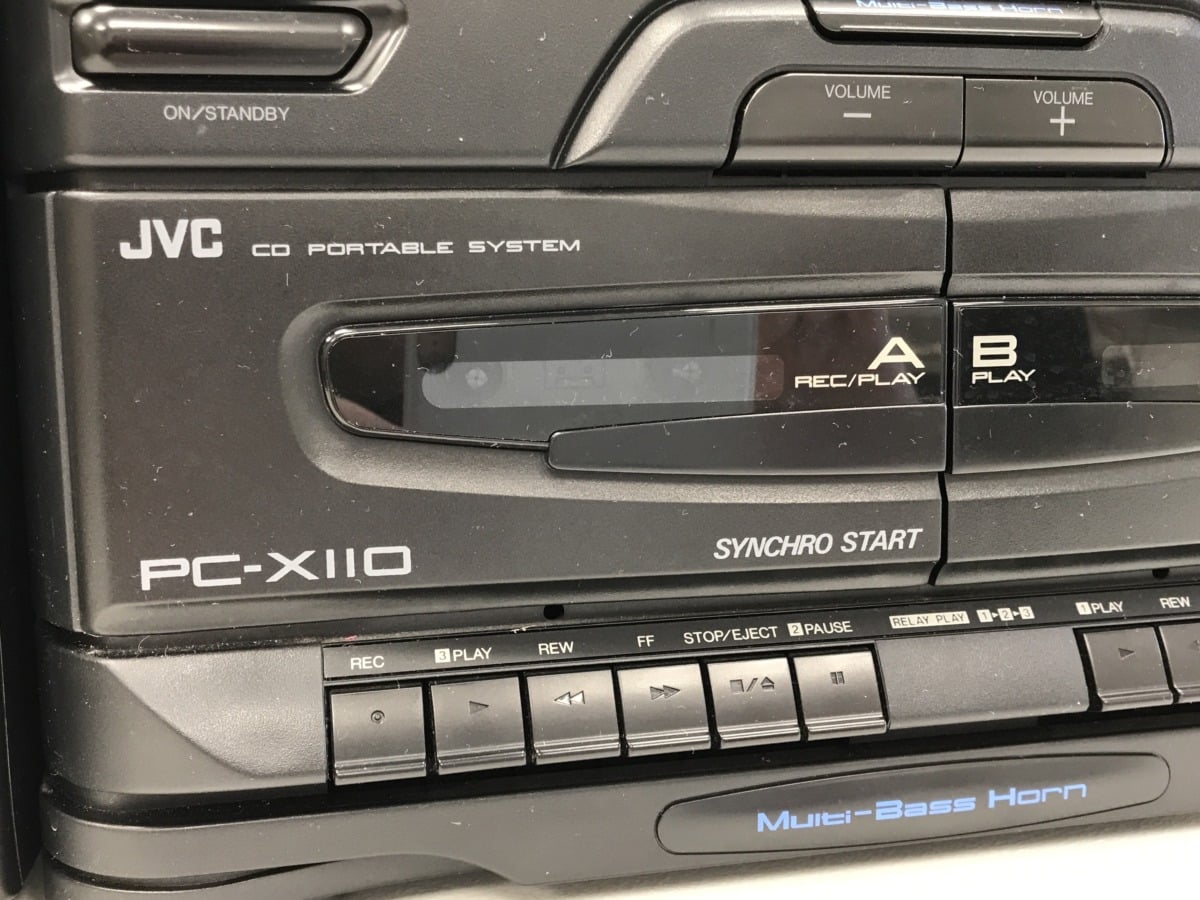 Multi-Bass Horn
ON/STANDBY
VOLUME
−
VOLUME
+
JVC CD PORTABLE SYSTEM
A
REC/PLAY
B
PLAY
PC-X110
SYNCHRO START
REC
3 PLAY
REW
FF
STOP/EJECT
2 PAUSE
RELAY PLAY 1▸2▸3
1 PLAY
REW
Multi-Bass Horn